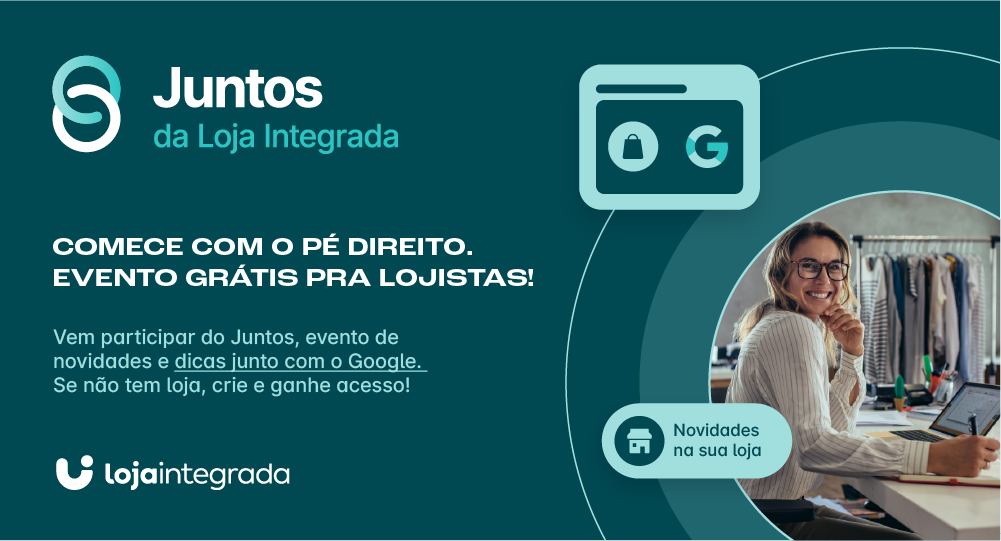 Juntos
da Loja Integrada
COMECE COM O PÉ DIREITO.
EVENTO GRÁTIS PRA LOJISTAS!
Vem participar do Juntos, evento de
novidades e dicas junto com o Google.
Se não tem loja, crie e ganhe acesso!
lojaintegrada
G
Novidades
na sua loja